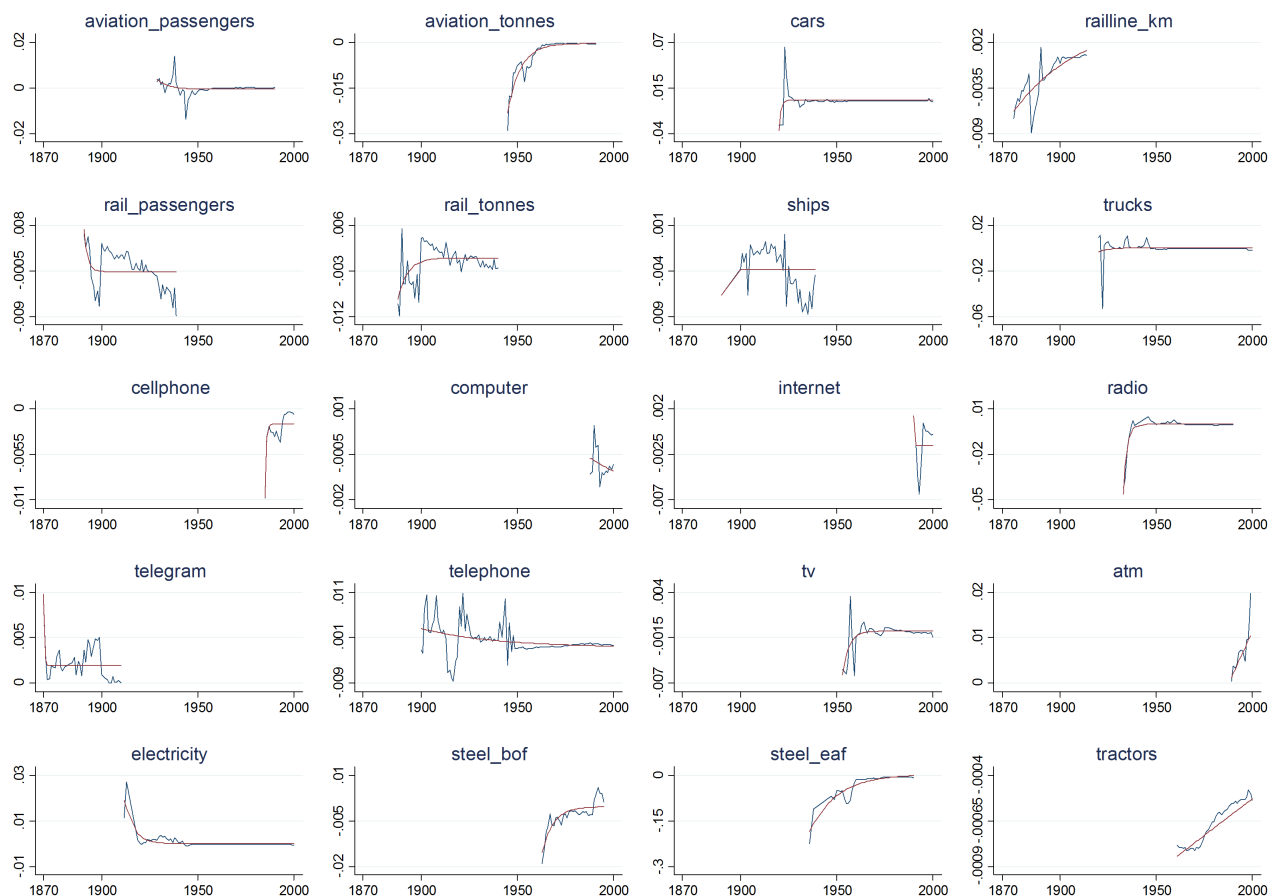 aviation_passengers aviation_tonnes cars railline_km
.02 0 -.02
0 -.015 -.03
.07 .015 -.04
.002 -.0035 -.009
1870 1900 1950 2000 1870 1900 1950 2000 1870 1900 1950 2000 1870 1900 1950 2000
rail_passengers rail_tonnes ships trucks
.008 -.005 -.009
.006 -.003 -.012
.001 -.004 -.009
.02 -.02 -.06
1870 1900 1950 2000 1870 1900 1950 2000 1870 1900 1950 2000 1870 1900 1950 2000
cellphone computer internet radio
0 -.0055 -.011
.001 -.0005 -.002
.002 -.0025 -.007
.01 -.02 -.05
1870 1900 1950 2000 1870 1900 1950 2000 1870 1900 1950 2000 1870 1900 1950 2000
telegram telephone tv atm
.01 .005 0
.011 .001 -.009
.004 -.0015 -.007
.02 .01 0
1870 1900 1950 2000 1870 1900 1950 2000 1870 1900 1950 2000 1870 1900 1950 2000
electricity steel_bof steel_eaf tractors
.03 .01 -.01
.01 -.005 -.02
0 -.15 -.3
-.0004 -.00065 -.0009
1870 1900 1950 2000 1870 1900 1950 2000 1870 1900 1950 2000 1870 1900 1950 2000